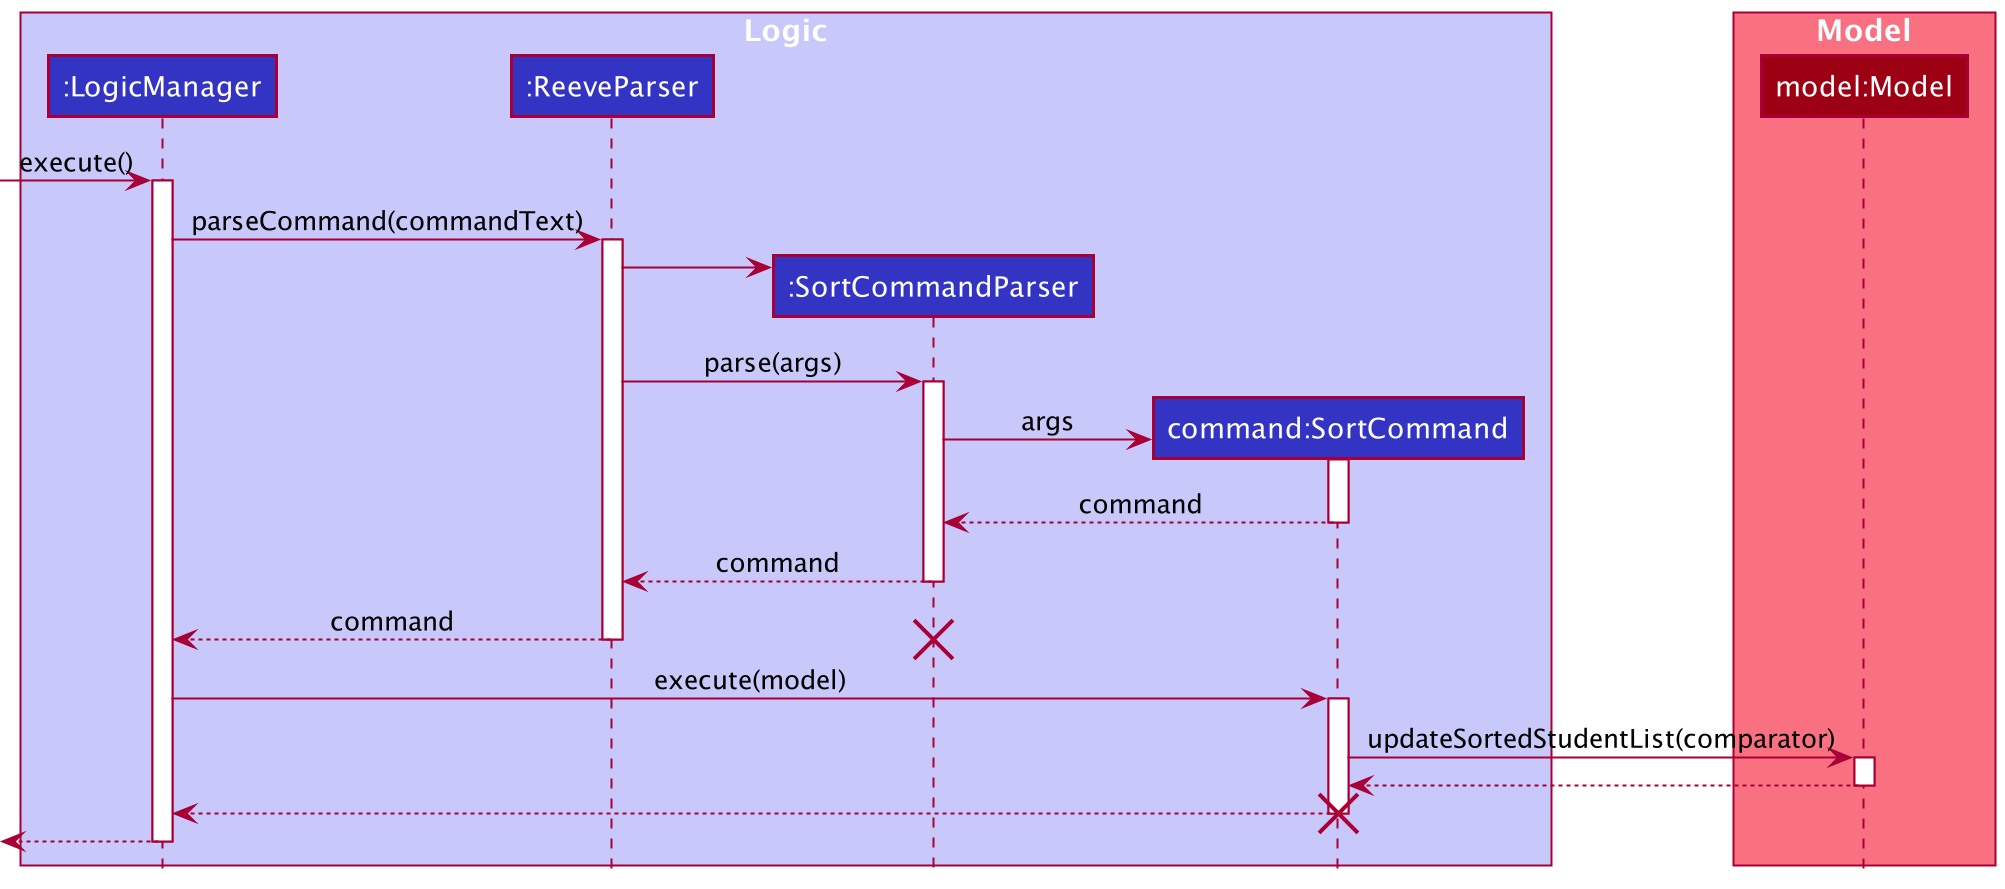 Logic
Model
:LogicManager
:ReeveParser
model:Model
execute()
parseCommand(commandText)
:SortCommandParser
parse(args)
args
command:SortCommand
command
command
command
execute(model)
updateSortedStudentList(comparator)